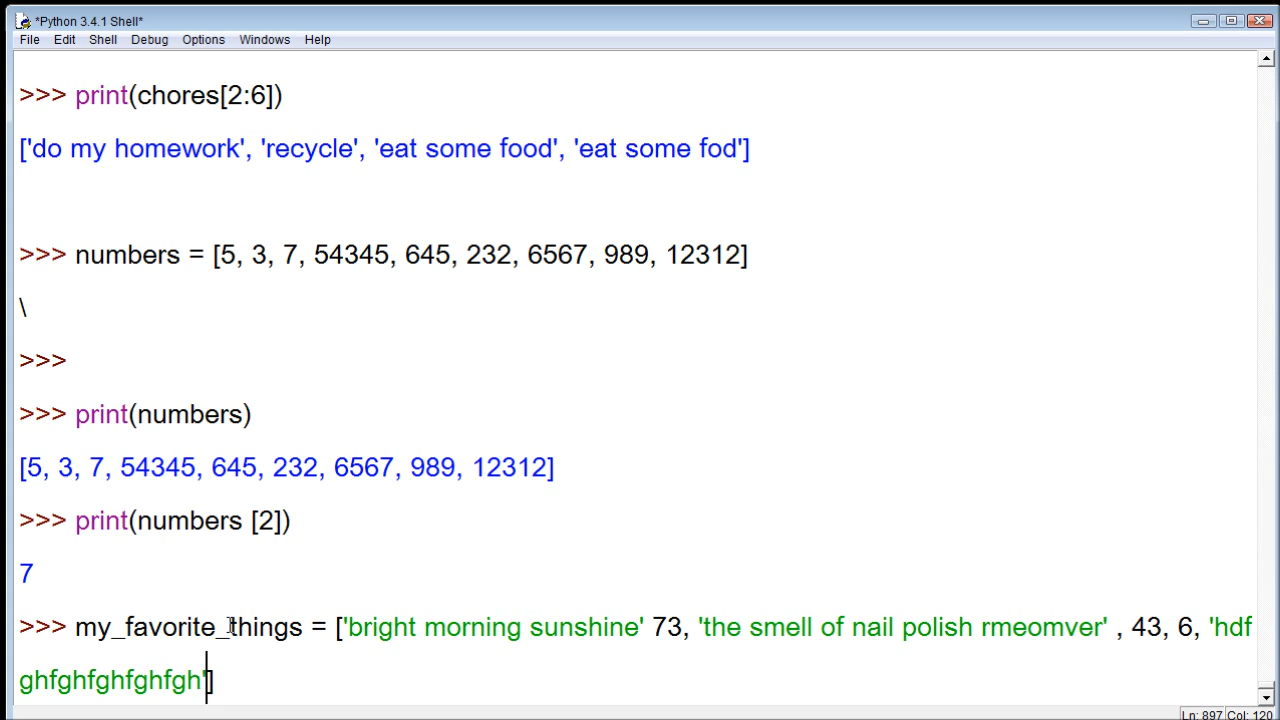 *Python 3.4.1 Shell*
File Edit Shell Debug Options Windows Help
>>> print(chores[2:6])
['do my homework', 'recycle', 'eat some food', 'eat some fod']
>>> numbers = [5, 3, 7, 54345, 645, 232, 6567, 989, 12312]
\
>>>
>>> print(numbers)
[5, 3, 7, 54345, 645, 232, 6567, 989, 12312]
>>> print(numbers [2])
7
>>> my_favorite_things = ['bright morning sunshine' 73, 'the smell of nail polish rmeomver' , 43, 6, 'hdf
ghfghfghfghfgh']
Ln: 897 Col: 120